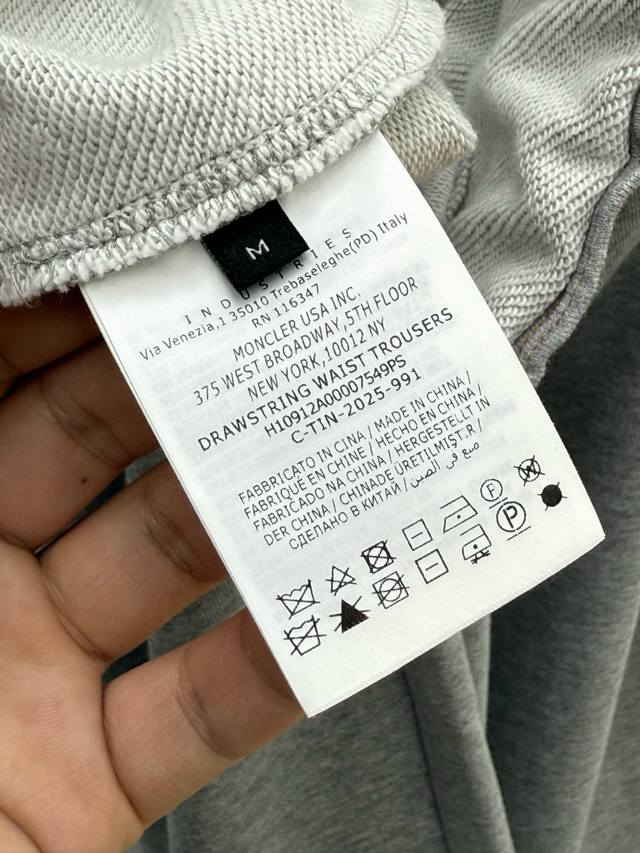 M
INDUSTRIES
Via Venezia,1 35010 Trebaseleghe(PD) Italy
RN 116347
MONCLER USA INC.
375 WEST BROADWAY,5TH FLOOR
NEW YORK,10012 NY
DRAWSTRING WAIST TROUSERS
H10912A00007549PS
C-TIN-2025-991
FABBRICATO IN CINA / MADE IN CHINA /
FABRIQUÉ EN CHINE / HECHO EN CHINA /
FABRICADO NA CHINA / HERGESTELLT IN
DER CHINA / CHINADE ÜRETILMIŞT.R /
СДЕЛАНО В КИТАЙ / صنع في الصين
F
W
P